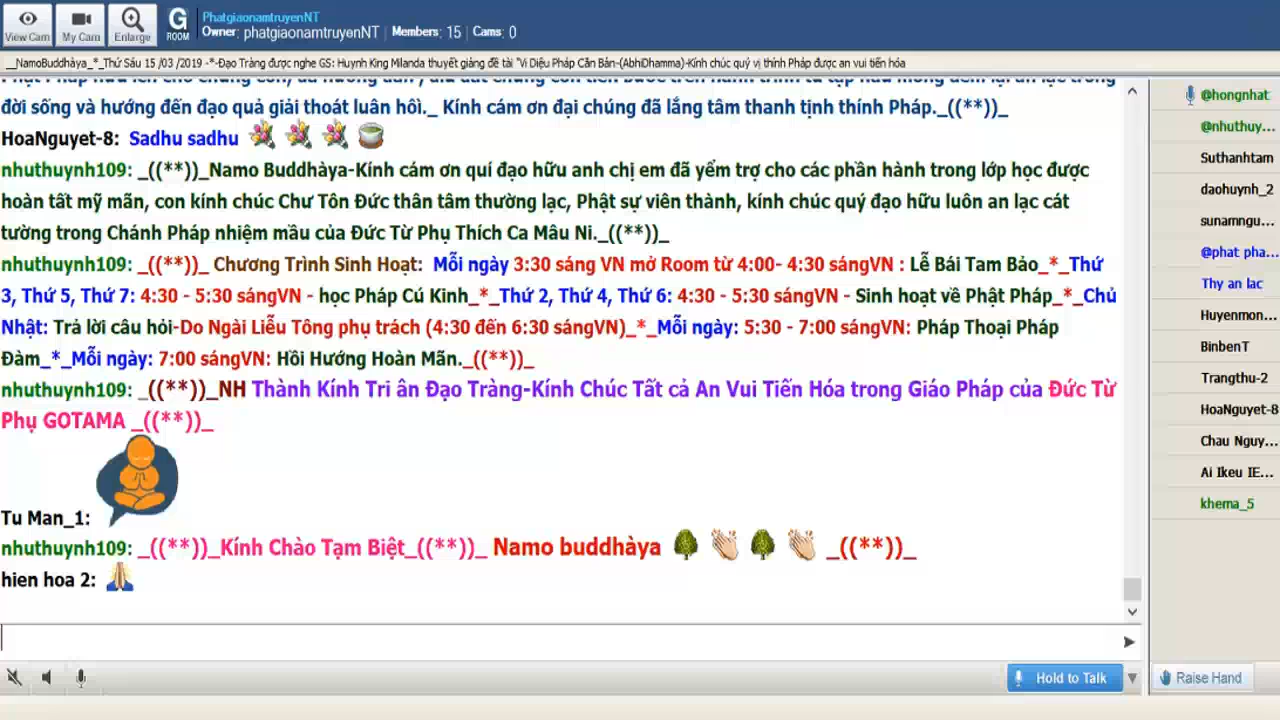 View Cam
My Cam
Enlarge
G
ROOM
PhatgiaonamtruyenNT
Owner: phatgiaonamtruyenNT | Members: 15 | Cams: 0
__NamoBuddhàya_*_Thứ Sáu 15 /03 /2019 -*-Đạo Tràng được nghe GS: Huynh King Milanda thuyết giảng đề tài "Vi Diệu Pháp Căn Bản-(AbhiDhamma)-Kính chúc quý vị thính Pháp được an vui tiến hóa
đời sống và hướng đến đạo quả giải thoát luân hồi._ Kính cám ơn đại chúng đã lắng tâm thanh tịnh thính Pháp._((**))_
HoaNguyet-8: Sadhu sadhu
nhuthuynh109: _((**))_Namo Buddhàya-Kính cám ơn quí đạo hữu anh chị em đã yểm trợ cho các phần hành trong lớp học được
hoàn tất mỹ mãn, con kính chúc Chư Tôn Đức thân tâm thường lạc, Phật sự viên thành, kính chúc quý đạo hữu luôn an lạc cát
tường trong Chánh Pháp nhiệm mầu của Đức Từ Phụ Thích Ca Mâu Ni._((**))_
nhuthuynh109: _((**))_ Chương Trình Sinh Hoạt: Mỗi ngày 3:30 sáng VN mở Room từ 4:00- 4:30 sángVN : Lễ Bái Tam Bảo_*_Thứ
3, Thứ 5, Thứ 7: 4:30 - 5:30 sángVN - học Pháp Cú Kinh_*_Thứ 2, Thứ 4, Thứ 6: 4:30 - 5:30 sángVN - Sinh hoạt về Phật Pháp_*_Chủ
Nhật: Trả lời câu hỏi-Do Ngài Liễu Tông phụ trách (4:30 đến 6:30 sángVN)_*_Mỗi ngày: 5:30 - 7:00 sángVN: Pháp Thoại Pháp
Đàm_*_Mỗi ngày: 7:00 sángVN: Hồi Hướng Hoàn Mãn._((**))_
nhuthuynh109: _((**))_NH Thành Kính Tri ân Đạo Tràng-Kính Chúc Tất cả An Vui Tiến Hóa trong Giáo Pháp của Đức Từ
Phụ GOTAMA _((**))_
Tu Man_1:
nhuthuynh109: _((**))_Kính Chào Tạm Biệt_((**))_ Namo buddhàya _((**))_
hien hoa 2:
@hongnhat
@nhuthuy...
Suthanhtam
daohuynh_2
sunamngu...
@phat pha...
Thy an lac
Huyenmon...
BinbenT
Trangthu-2
HoaNguyet-8
Chau Nguy...
Ai Ikeu IE...
khema_5
Hold to Talk
Raise Hand